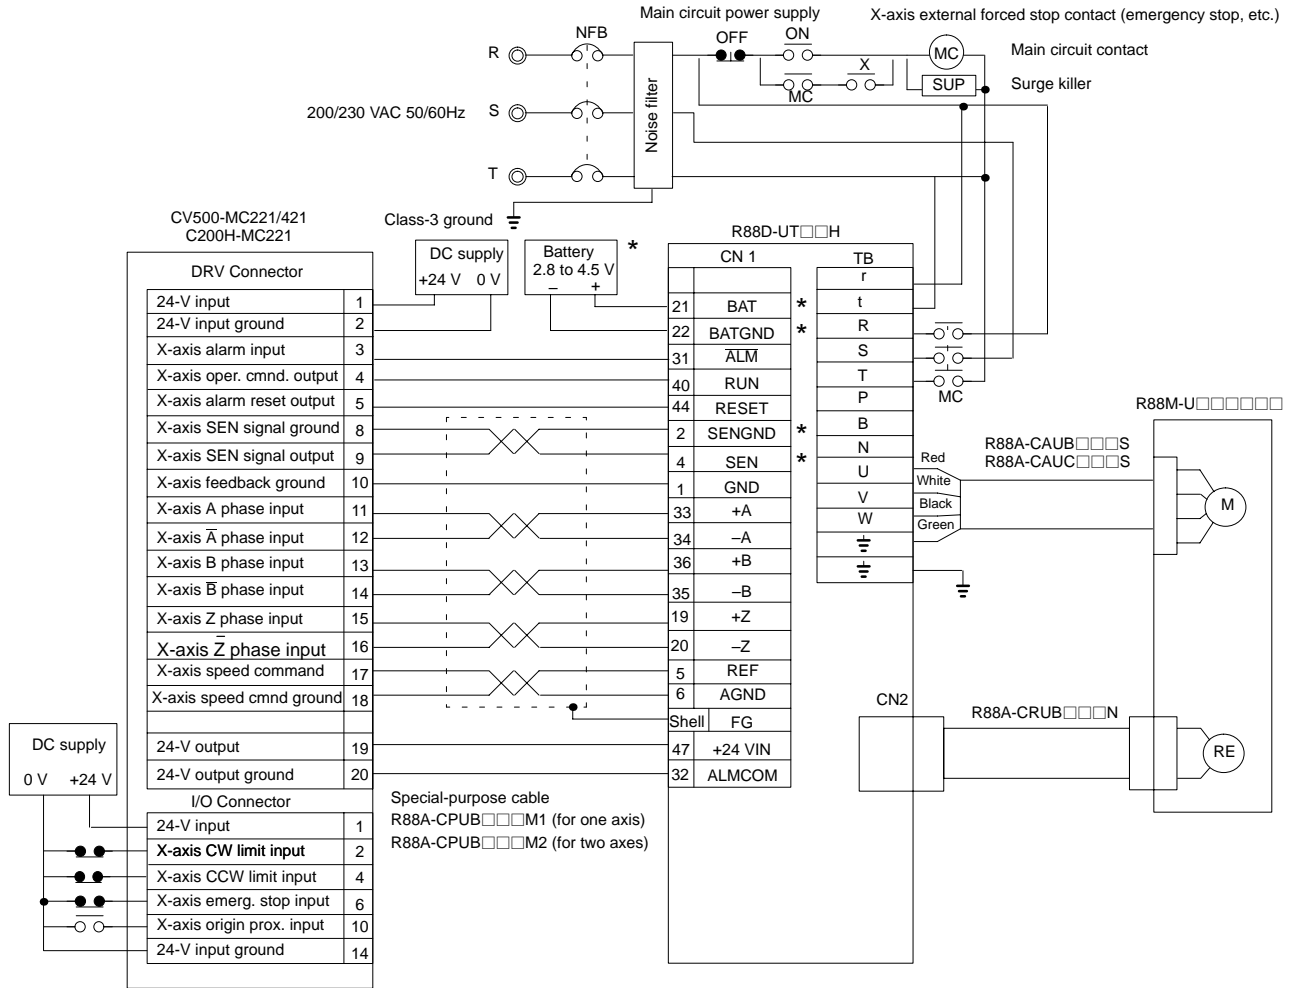 Main circuit power supply
X-axis external forced stop contact (emergency stop, etc.)
NFB
OFF
ON
R
MC
Main circuit contact
X
SUP
Surge killer
MC
Noise filter
200/230 VAC 50/60Hz
S
T
CV500-MC221/421
C200H-MC221
Class-3 ground
R88D-UT□□H
DRV Connector
DC supply
+24 V 0 V
Battery
2.8 to 4.5 V
– +
*
CN 1
TB
24-V input 1
24-V input ground 2
X-axis alarm input 3
X-axis oper. cmnd. output 4
X-axis alarm reset output 5
X-axis SEN signal ground 8
X-axis SEN signal output 9
X-axis feedback ground 10
X-axis A phase input 11
X-axis A̅ phase input 12
X-axis B phase input 13
X-axis B̅ phase input 14
X-axis Z phase input 15
X-axis Z̅ phase input 16
X-axis speed command 17
X-axis speed cmnd ground 18
24-V output 19
24-V output ground 20
21 BAT *
22 BATGND *
31 A̅L̅M̅
40 RUN
44 RESET
2 SENGND *
4 SEN *
1 GND
33 +A
34 –A
36 +B
35 –B
19 +Z
20 –Z
5 REF
6 AGND
Shell FG
47 +24 VIN
32 ALMCOM
r
t
R
S
T
P
B
N
U
V
W
MC
Red
White
Black
Green
R88A-CAUB□□□S
R88A-CAUC□□□S
R88M-U□□□□□□
M
CN2
R88A-CRUB□□□N
RE
DC supply
0 V +24 V
I/O Connector
24-V input 1
X-axis CW limit input 2
X-axis CCW limit input 4
X-axis emerg. stop input 6
X-axis origin prox. input 10
24-V input ground 14
Special-purpose cable
R88A-CPUB□□□M1 (for one axis)
R88A-CPUB□□□M2 (for two axes)